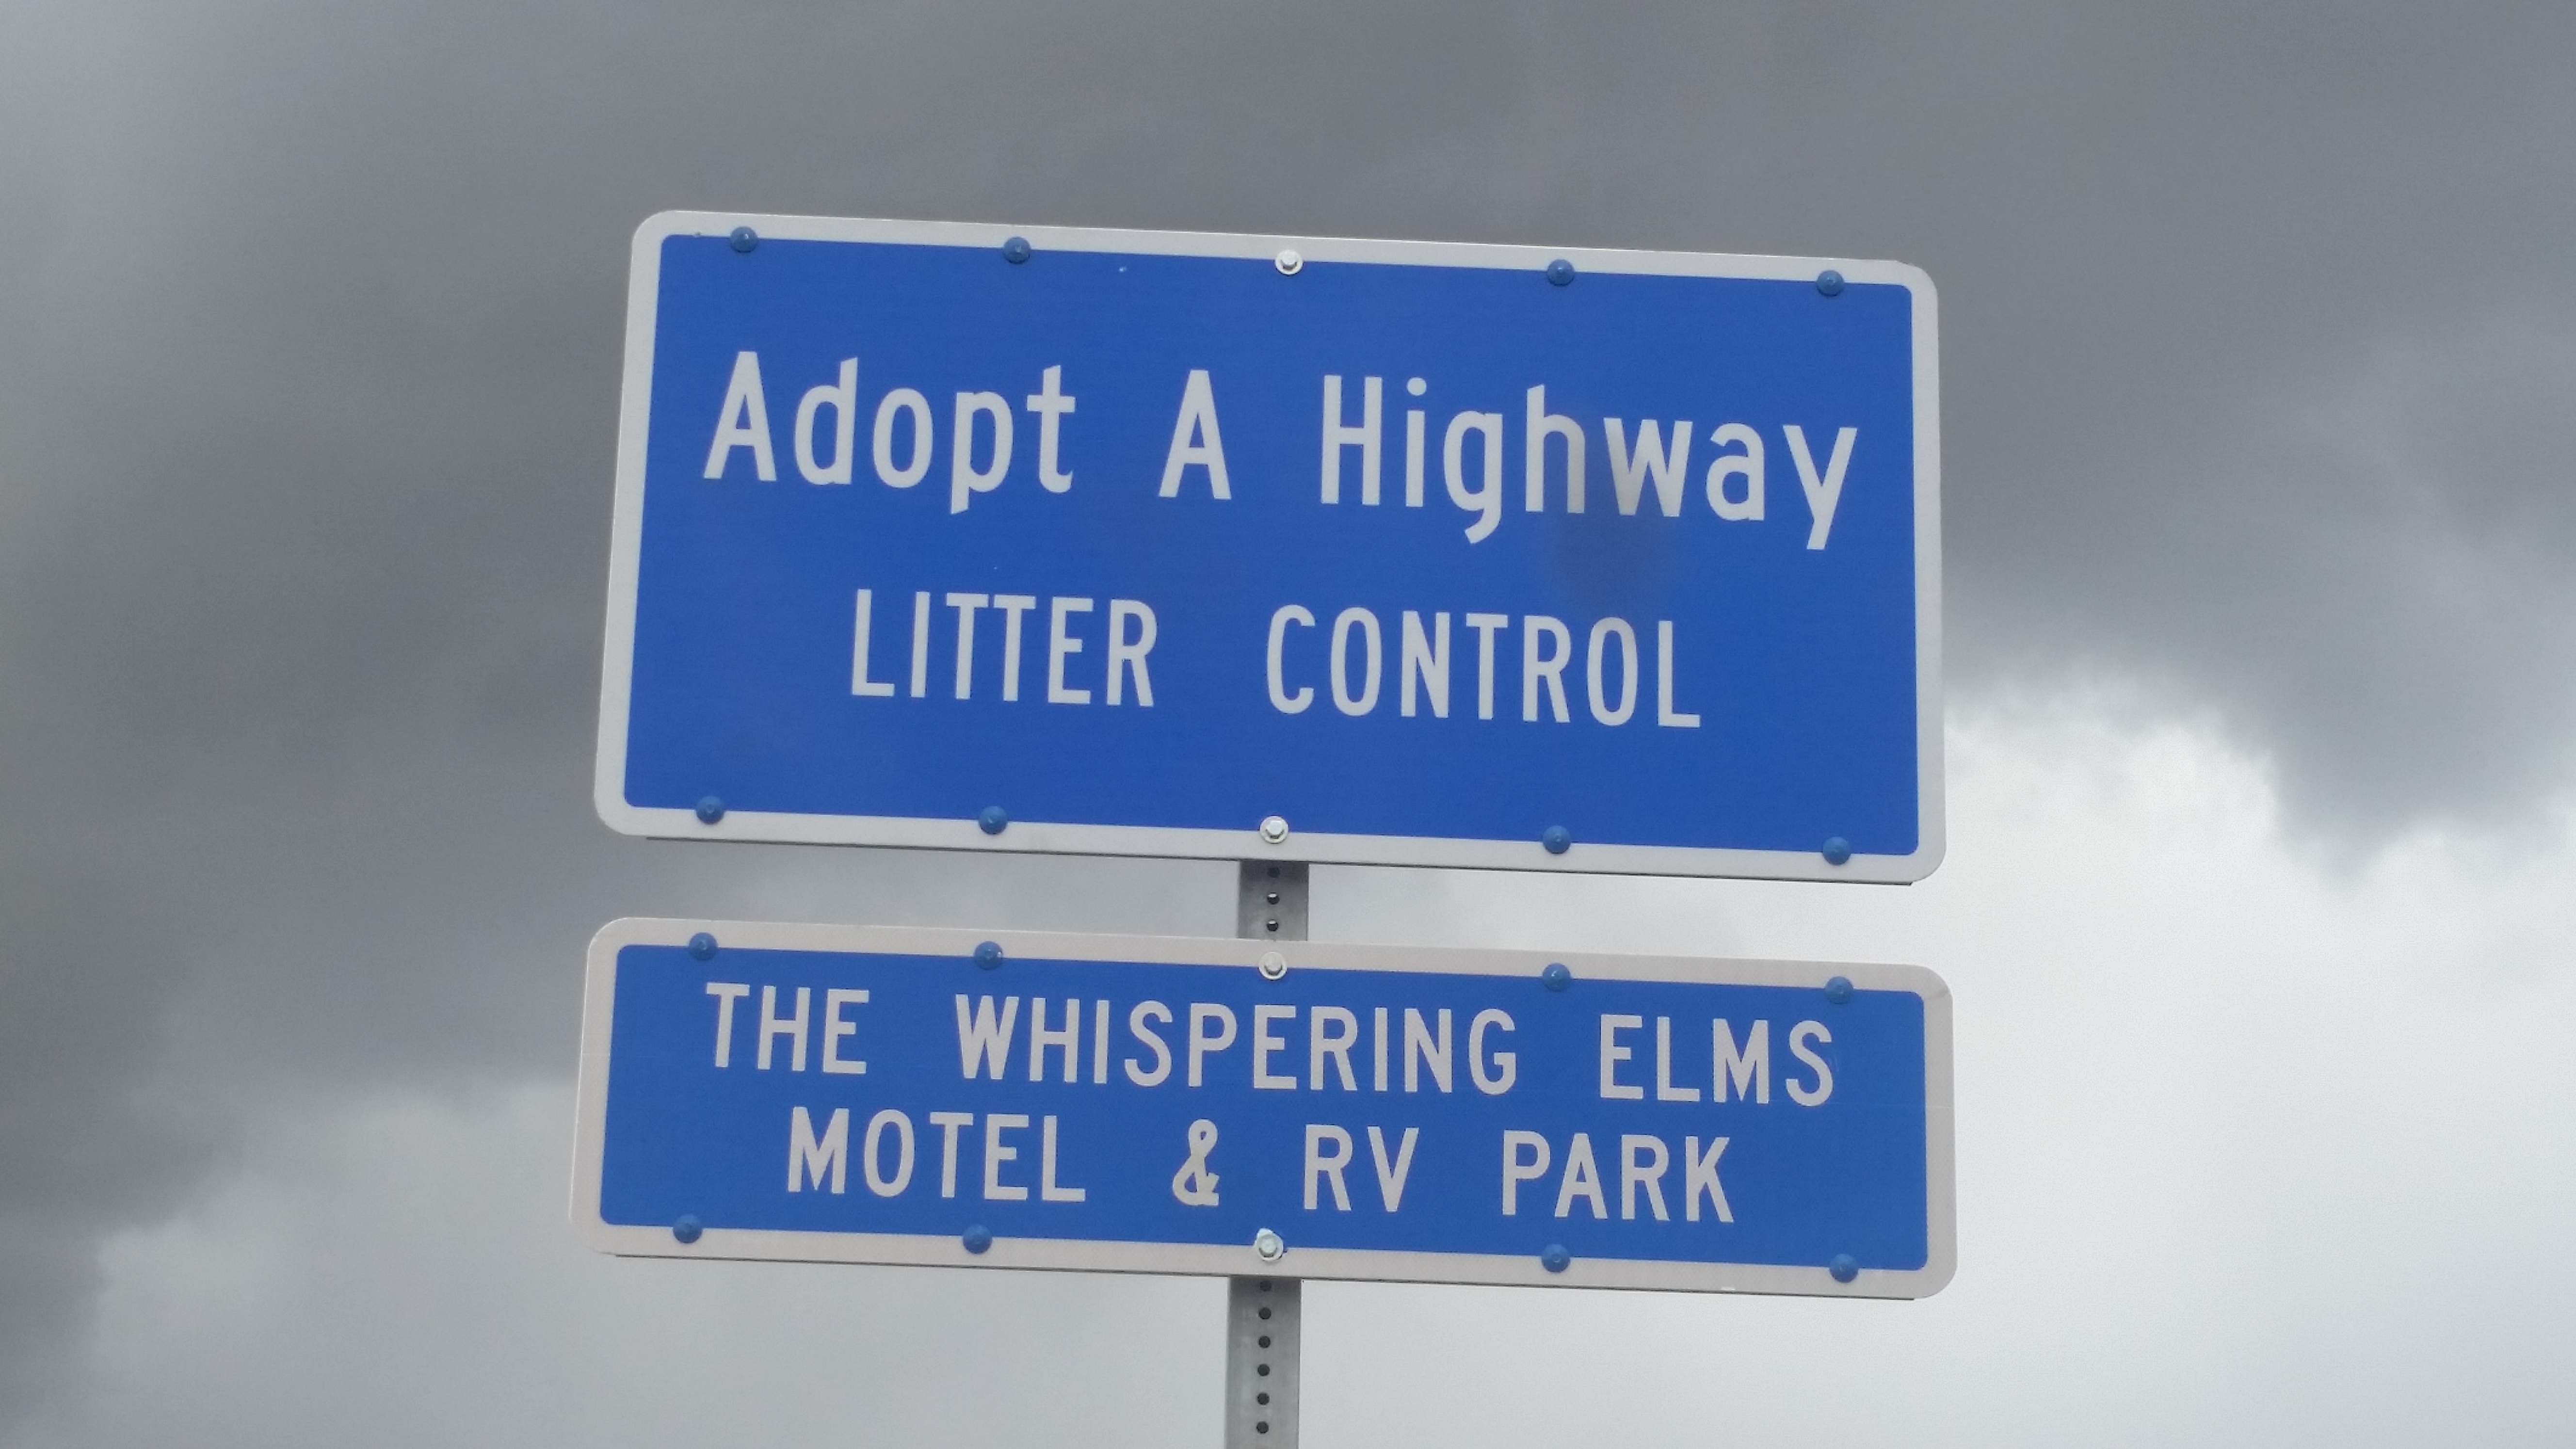 Adopt A Highway
LITTER CONTROL
THE WHISPERING ELMS
MOTEL & RV PARK